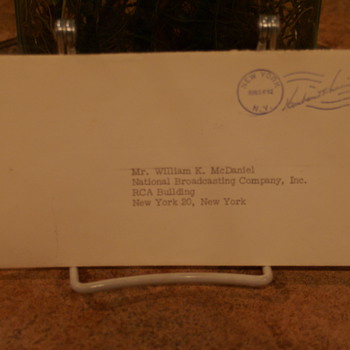 NEW YORK
N.Y.
Mr. William K. McDaniel
National Broadcasting Company, Inc.
RCA Building
New York 20, New York